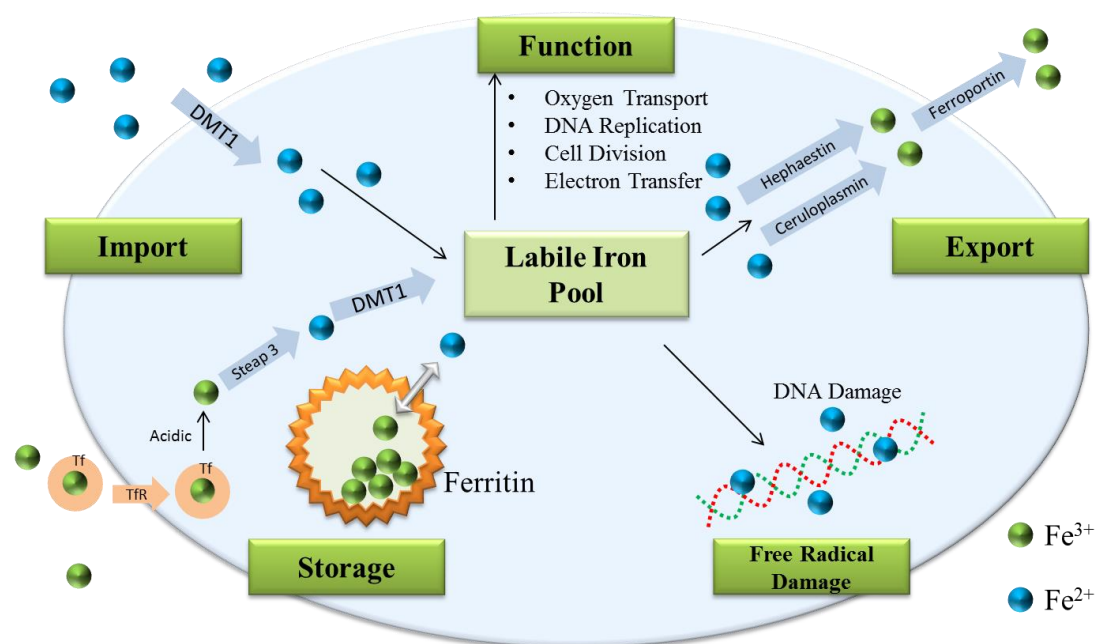 Function
• Oxygen Transport
• DNA Replication
• Cell Division
• Electron Transfer
DMT1
Import
Hephaestin
Ceruloplasmin
Ferroportin
Export
Labile Iron
Pool
DMT1
Steap 3
Acidic
Tf
TfR
Tf
Ferritin
Storage
DNA Damage
Free Radical
Damage
Fe³⁺
Fe²⁺